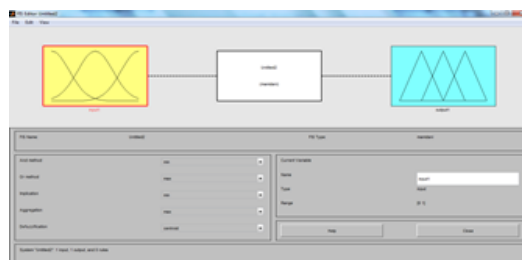 FIS Editor: Untitled2
File Edit View
Untitled2
(mamdani)
input1
output1
FIS Name: Untitled2 FIS Type: mamdani
And method min
Or method max
Implication min
Aggregation max
Defuzzification centroid
Current Variable
Name input1
Type input
Range [0 1]
Help Close
System "Untitled2": 1 input, 1 output, and 0 rules